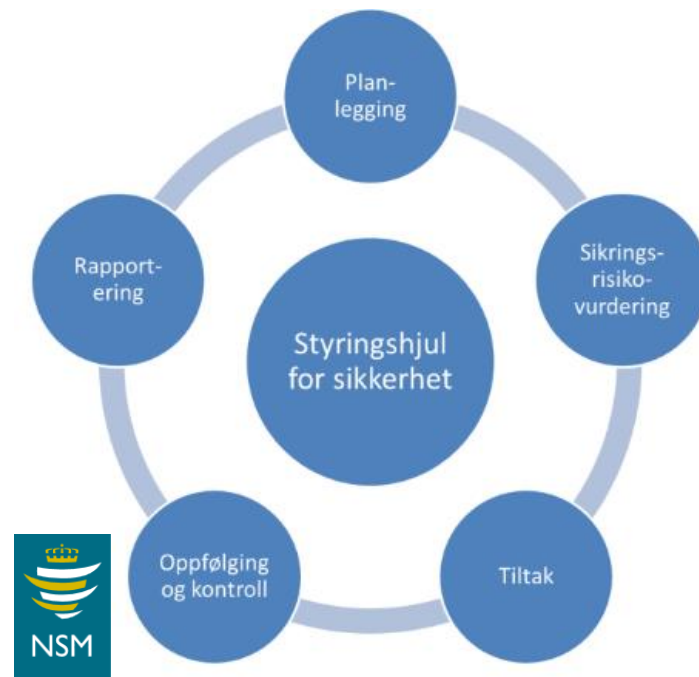 Plan-
legging
Sikrings-
risiko-
vurdering
Tiltak
Oppfølging
og kontroll
Rapport-
ering
Styringshjul
for sikkerhet
NSM